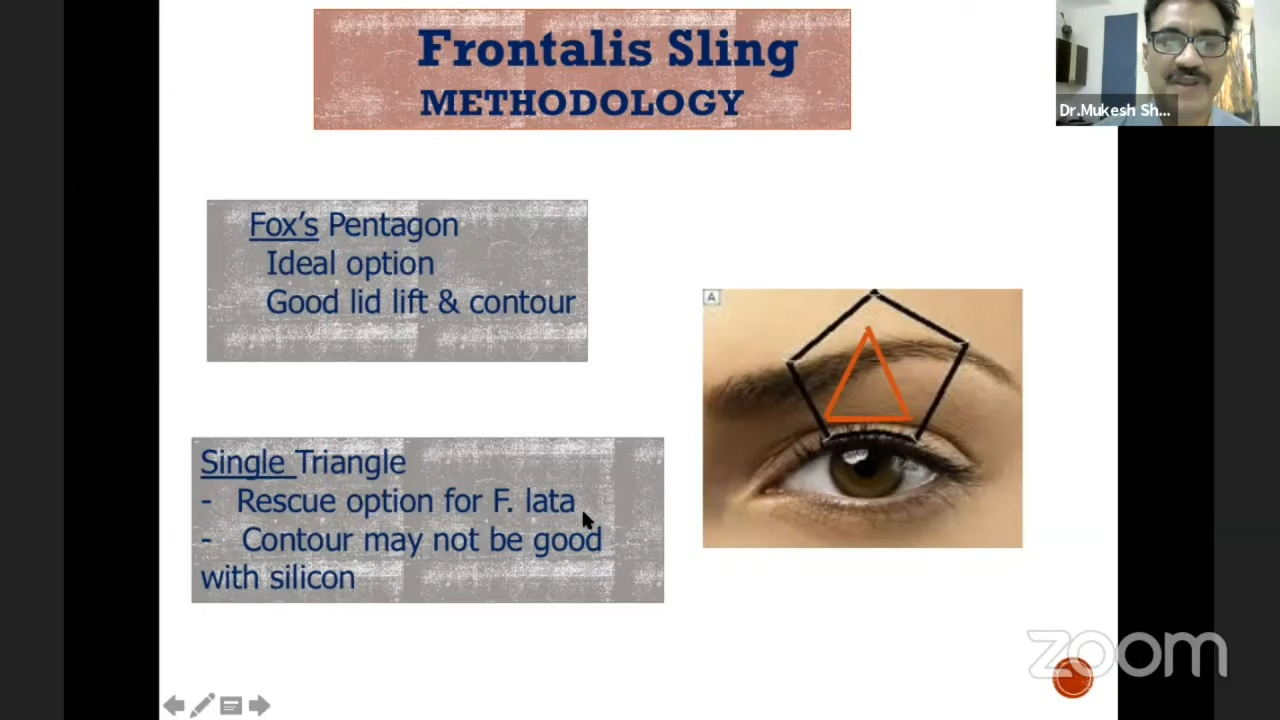 Frontalis Sling
METHODOLOGY
Dr.Mukesh Sh...
Fox's Pentagon
Ideal option
Good lid lift & contour
A
Single Triangle
- Rescue option for F. lata
- Contour may not be good
with silicon
zoom